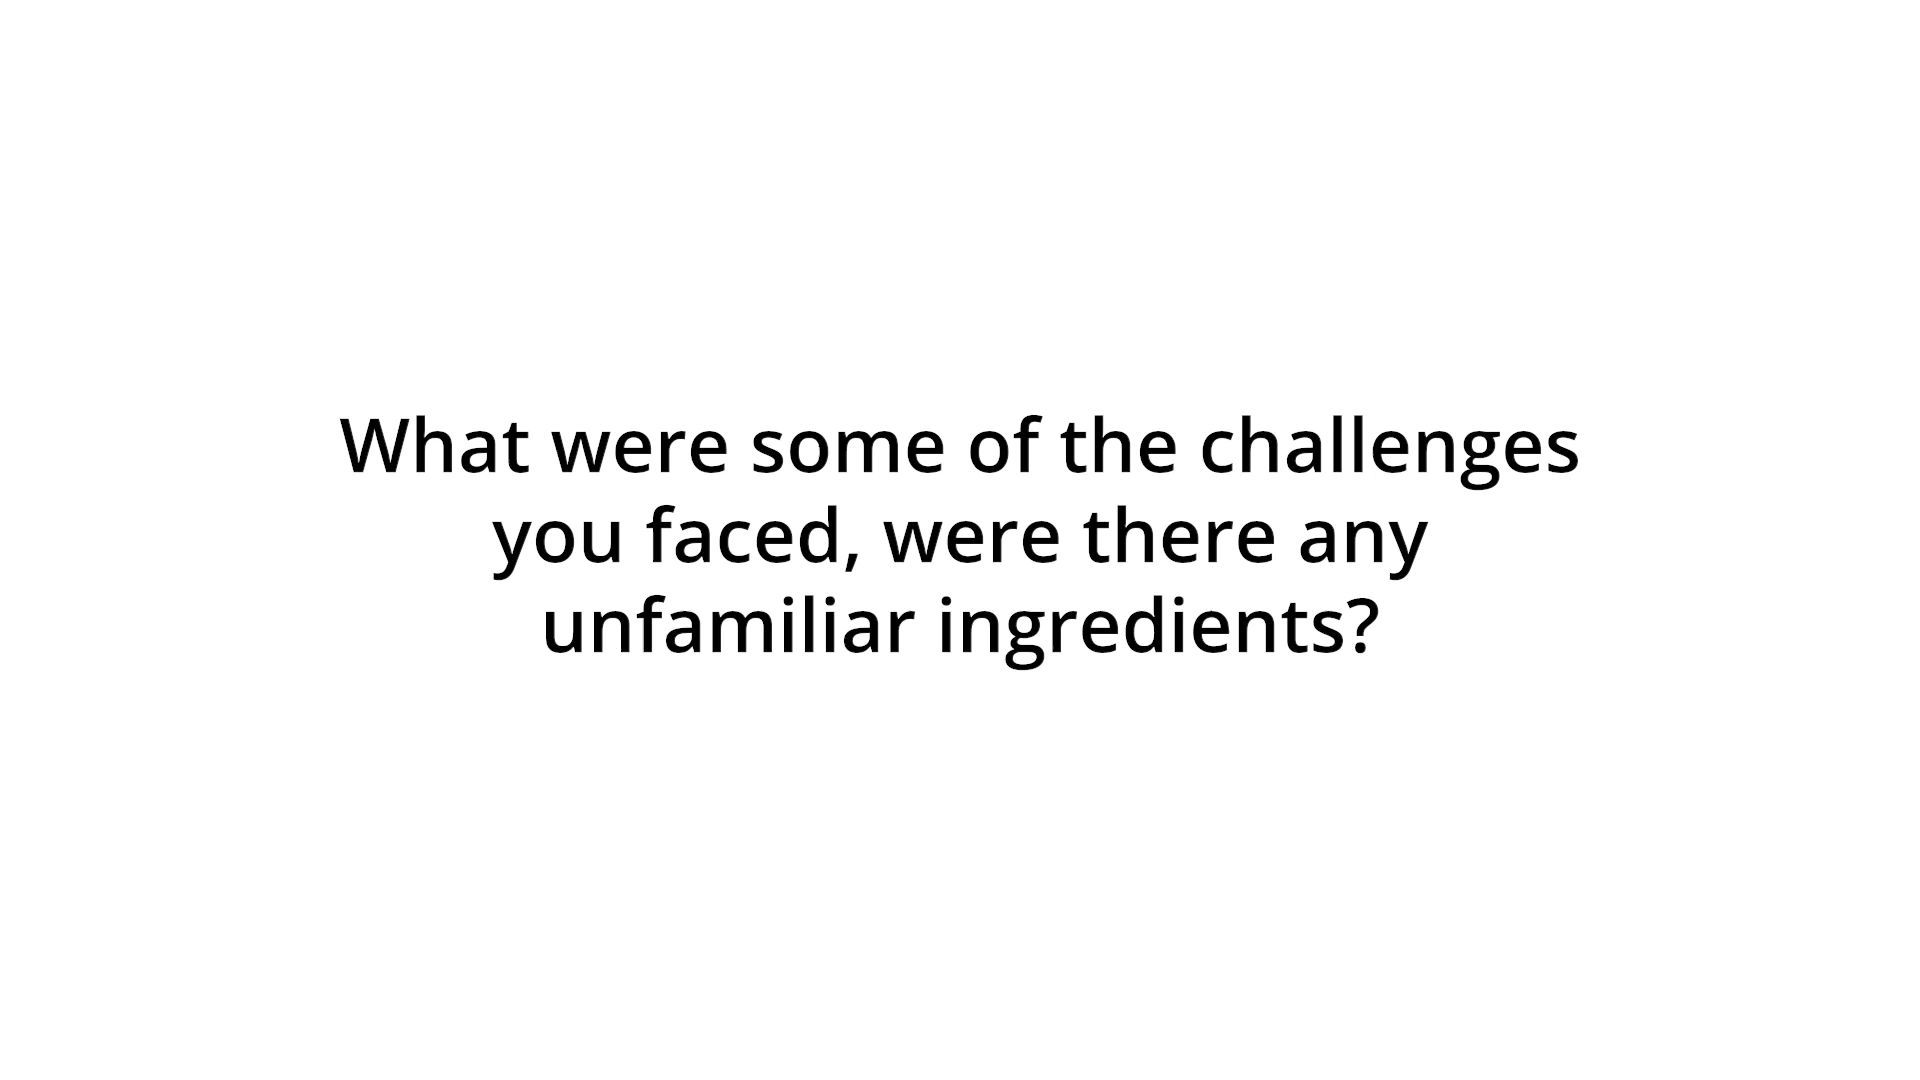 What were some of the challenges
you faced, were there any
unfamiliar ingredients?